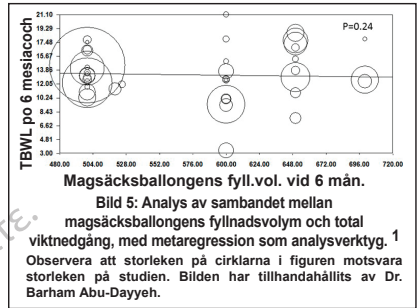 21.10
19.29
17.48
15.67
13.86
12.05
10.24
8.43
6.62
4.81
3.00
P=0.24
TBWL po 6 mesiacoch
480.00 504.00 528.00 552.00 576.00 600.00 624.00 648.00 672.00 696.00 720.00
Magsäcksballongens fyll.vol. vid 6 mån.
Bild 5: Analys av sambandet mellan
magsäcksballongens fyllnadsvolym och total
viktnedgång, med metaregression som analysverktyg. 1
Observera att storleken på cirklarna i figuren motsvara
storleken på studien. Bilden har tillhandahållits av Dr.
Barham Abu-Dayyeh.